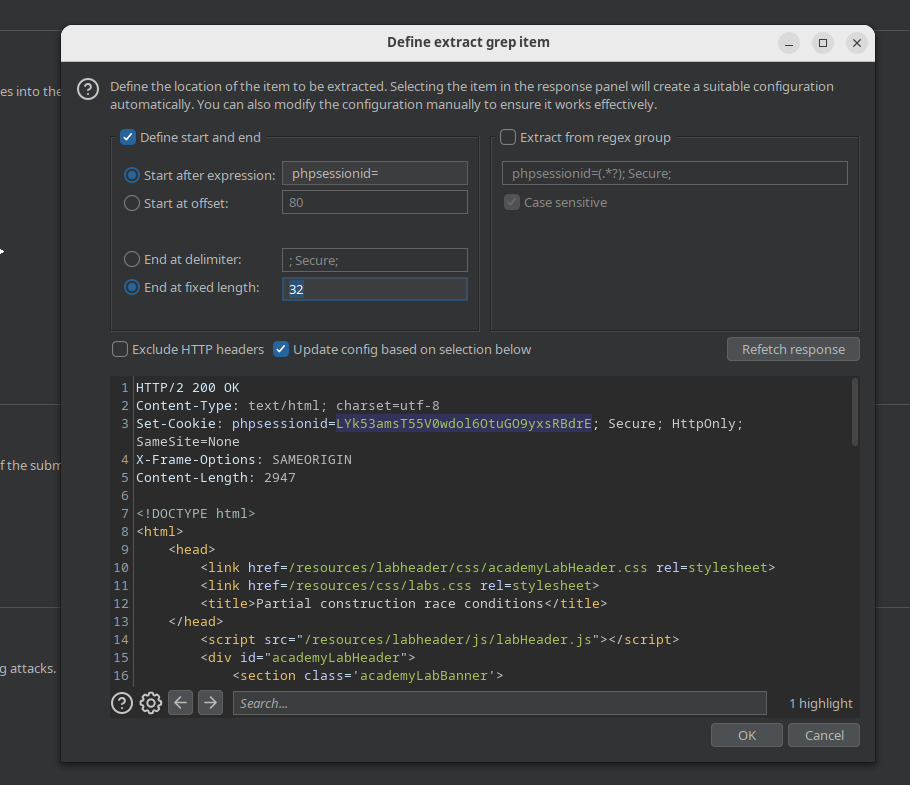 Define extract grep item
es into the
Define the location of the item to be extracted. Selecting the item in the response panel will create a suitable configuration
automatically. You can also modify the configuration manually to ensure it works effectively.
Define start and end
Extract from regex group
Start after expression: phpsessionid=
phpsessionid=(.*?); Secure;
Start at offset: 80
Case sensitive
End at delimiter: ; Secure;
End at fixed length: 32
Exclude HTTP headers
Update config based on selection below
Refetch response
1 HTTP/2 200 OK
2 Content-Type: text/html; charset=utf-8
3 Set-Cookie: phpsessionid=LYk53amsT55V0wdol6OtuGO9yxsRBdrE; Secure; HttpOnly;
SameSite=None
4 X-Frame-Options: SAMEORIGIN
f the subm
5 Content-Length: 2947
6
7 <!DOCTYPE html>
8 <html>
9 <head>
10 <link href=/resources/labheader/css/academyLabHeader.css rel=stylesheet>
11 <link href=/resources/css/labs.css rel=stylesheet>
12 <title>Partial construction race conditions</title>
13 </head>
14 <script src="/resources/labheader/js/labHeader.js"></script>
15 <div id="academyLabHeader">
g attacks.
16 <section class='academyLabBanner'>
Search...
1 highlight
OK
Cancel